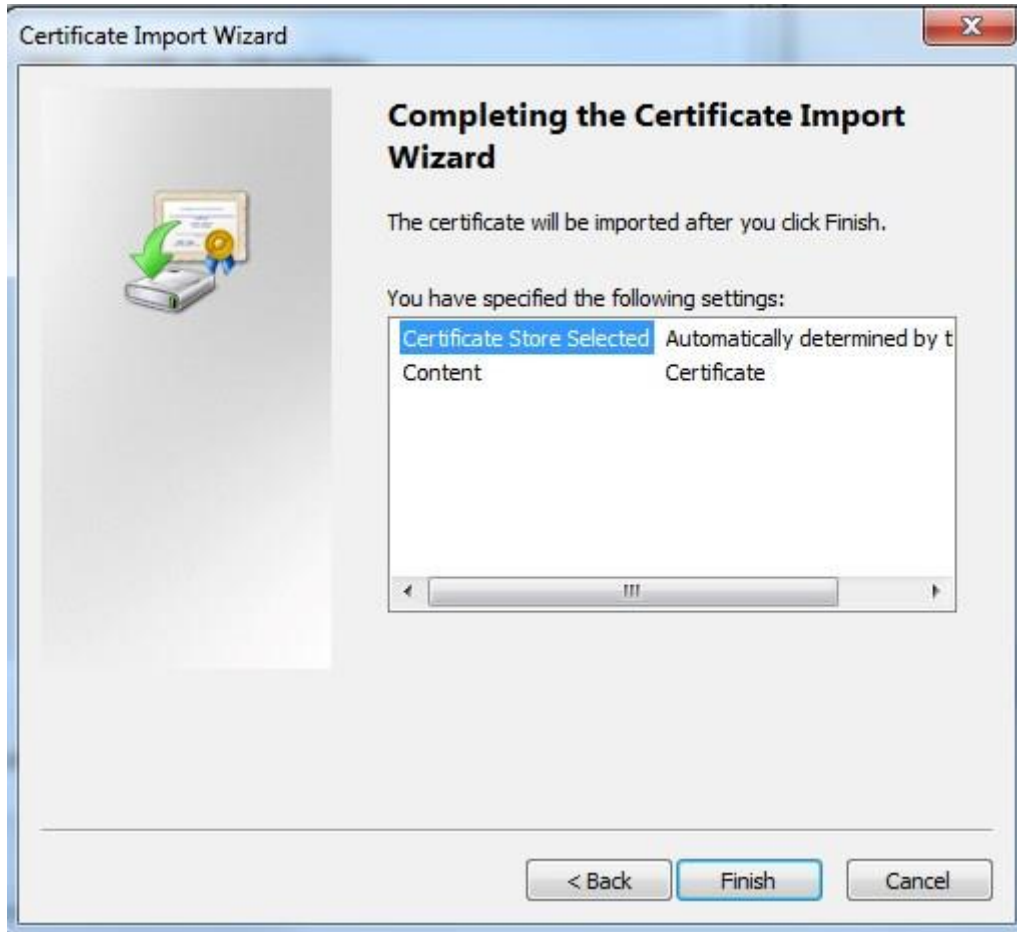 Certificate Import Wizard
Completing the Certificate Import
Wizard
The certificate will be imported after you click Finish.
You have specified the following settings:
Certificate Store Selected Automatically determined by t
Content Certificate
< Back Finish Cancel